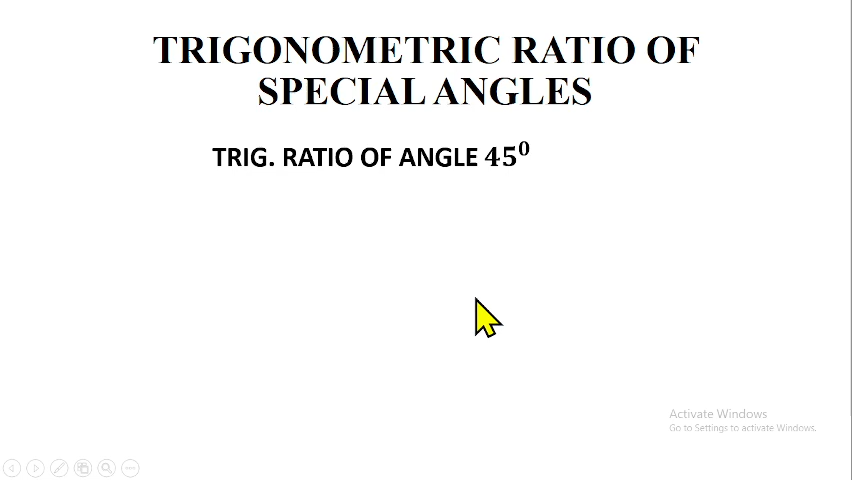 TRIGONOMETRIC RATIO OF
SPECIAL ANGLES
TRIG. RATIO OF ANGLE 45⁰
Activate Windows
Go to Settings to activate Windows.